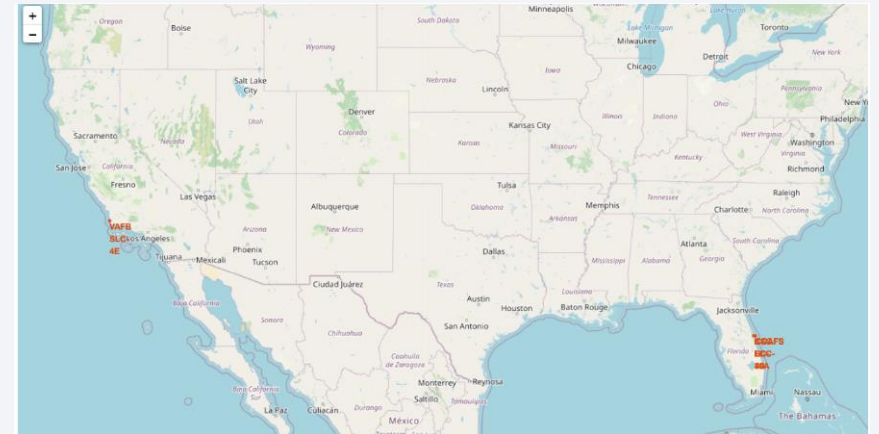 +
−
Oregon
Boise
South Dakota
Minneapolis
Wisconsin
Lake Huron
Toronto
Wyoming
Milwaukee
Lake Michigan
Detroit
New York
Salt Lake
City
Nebraska
Iowa
Chicago
Lincoln
Pennsylvania
New Y
Denver
Utah
Colorado
Kansas City
Illinois
Indiana
Ohio
Philadelphia
Sacramento
Nevada
Kansas
Missouri
West Virginia
Washington
Virginia
San Jose
California
Fresno
Kentucky
Richmond
Las Vegas
Tulsa
Raleigh
Albuquerque
Oklahoma
Memphis
Tennessee
Charlotte
North Carolina
VAFB
SLC-
4E
os Angeles
Arizona
New Mexico
Arkansas
Tijuana
Mexicali
Phoenix
Tucson
Dallas
Atlanta
South Carolina
Mississippi
Alabama
Georgia
Ciudad Juárez
Texas
Louisiana
Austin
Houston
Baton Rouge
Jacksonville
Baja California
Sonora
Chihuahua
San Antonio
Florida
Coahuila
de Zaragoza
Monterrey
Reynosa
Saltillo
Tamaulipas
Miami
Nassau
Baja California
Sur
La Paz
Culiacán
Durango
México
The Bahamas